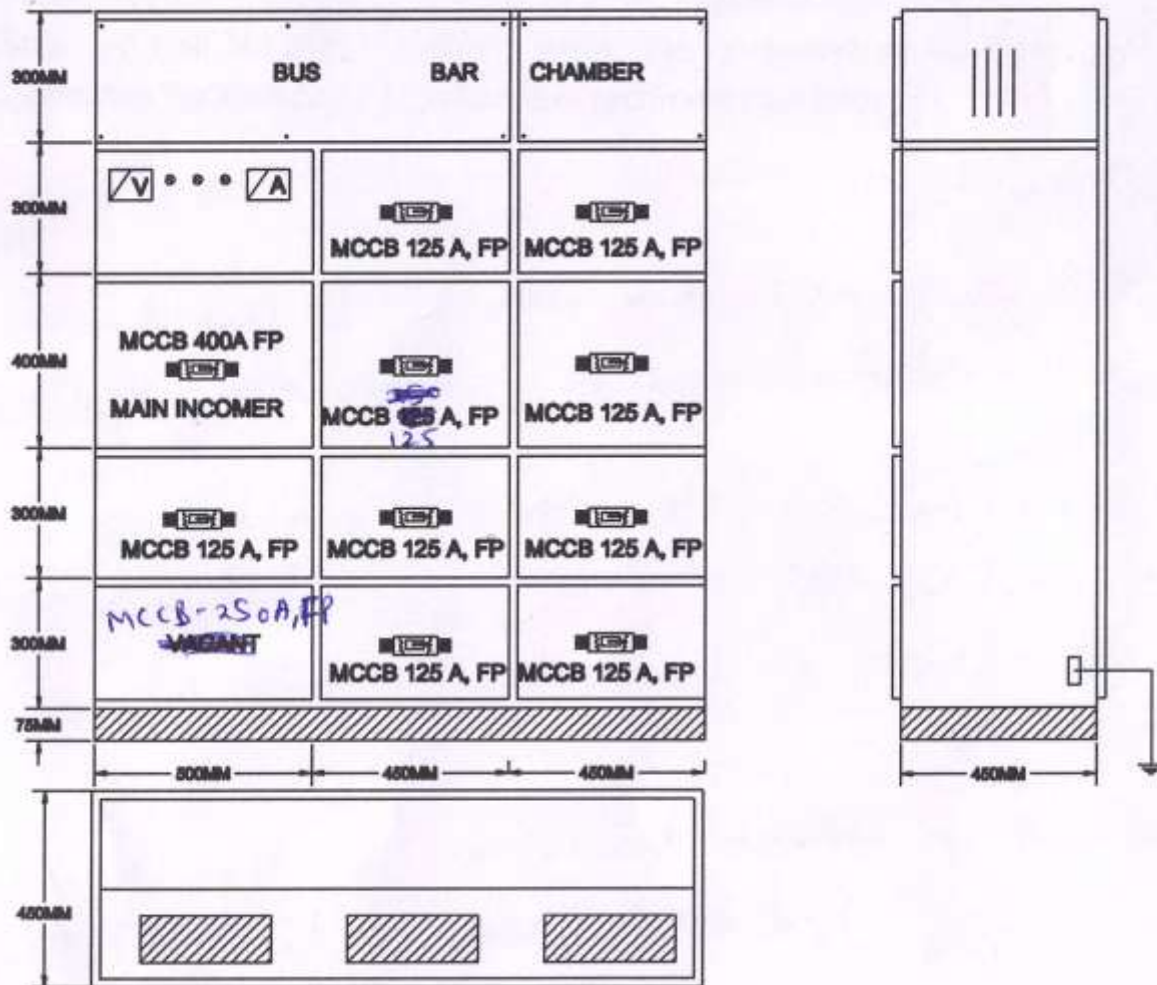 300MM
BUS BAR CHAMBER
300MM
V A
MCCB 125 A, FP
MCCB 125 A, FP
400MM
MCCB 400A FP
MAIN INCOMER
MCCB A, FP
125
MCCB 125 A, FP
300MM
MCCB 125 A, FP
MCCB 125 A, FP
MCCB 125 A, FP
300MM
MCCB-250A, FP
VACANT
MCCB 125 A, FP
MCCB 125 A, FP
75MM
500MM
450MM
450MM
450MM
450MM